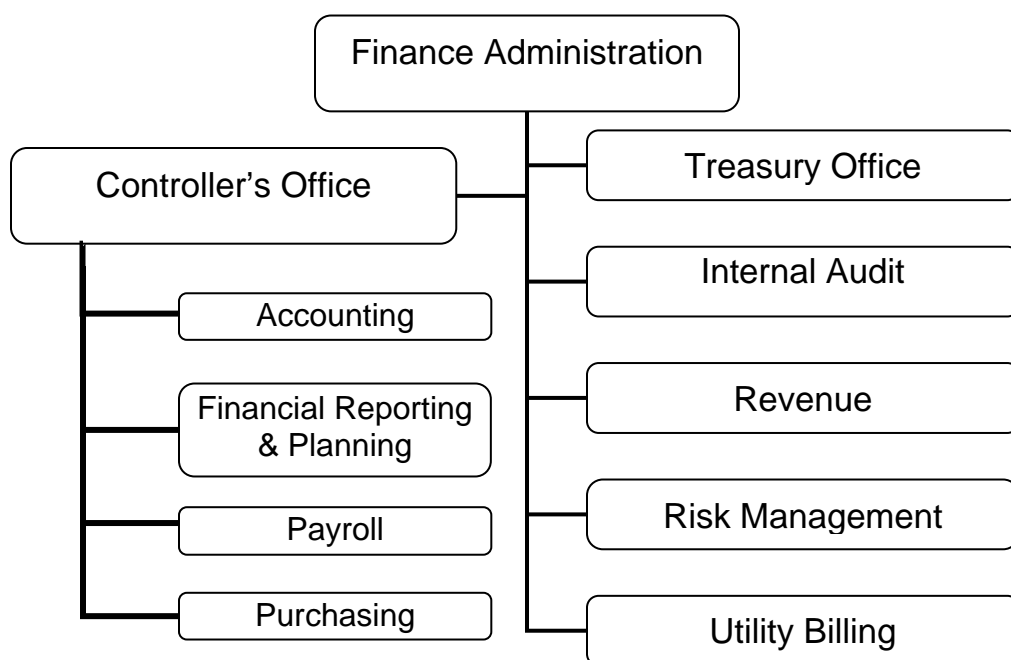 Finance Administration
Controller’s Office
Accounting
Financial Reporting
& Planning
Payroll
Purchasing
Treasury Office
Internal Audit
Revenue
Risk Management
Utility Billing